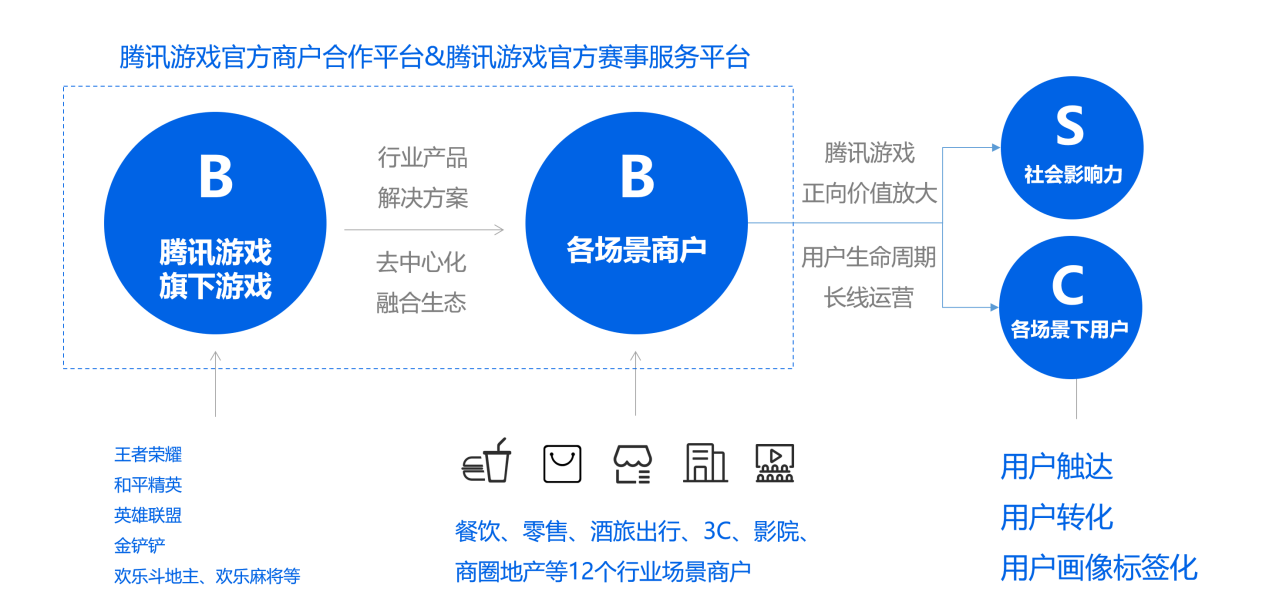 腾讯游戏官方商户合作平台&腾讯游戏官方赛事服务平台
B
腾讯游戏
旗下游戏
行业产品
解决方案
去中心化
融合生态
B
各场景商户
腾讯游戏
正向价值放大
用户生命周期
长线运营
S
社会影响力
C
各场景下用户
王者荣耀
和平精英
英雄联盟
金铲铲
欢乐斗地主、欢乐麻将等
餐饮、零售、酒旅出行、3C、影院、
商圈地产等12个行业场景商户
用户触达
用户转化
用户画像标签化